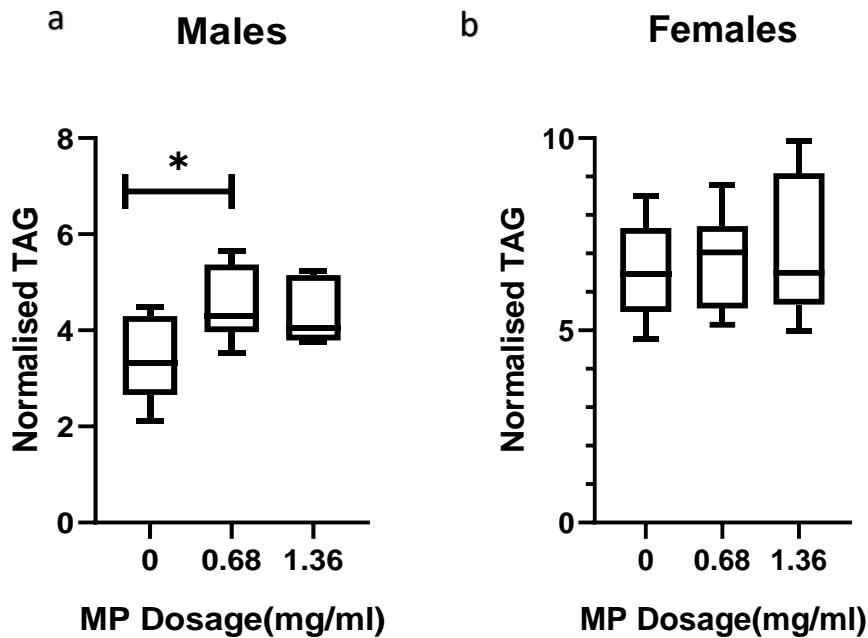 a
Males
8
6
4
2
0
Normalised TAG
*
0 0.68 1.36
MP Dosage(mg/ml)
b
Females
10
5
0
Normalised TAG
0 0.68 1.36
MP Dosage(mg/ml)